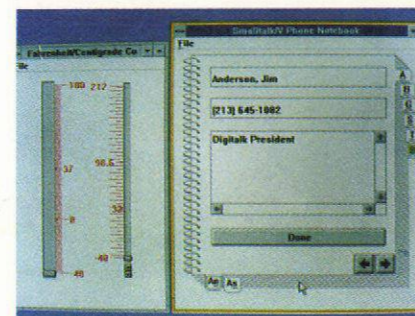 Fahrenheit/Centigrade Co
File
100 212
37 98.6
0 32
-40
40
Smalltalk/V Phone Notebook
File
Anderson, Jim
(213) 645-1082
Digitalk President
Done
A
B
G
S
An As